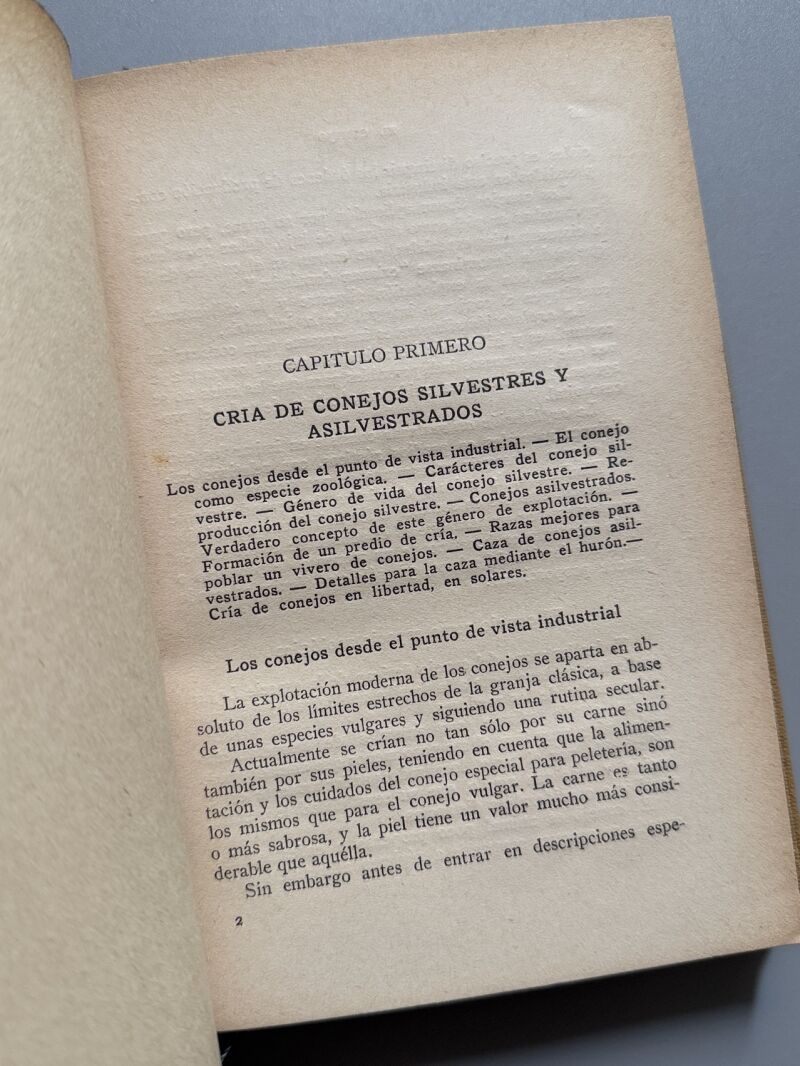 CAPITULO PRIMERO
CRIA DE CONEJOS SILVESTRES Y
ASILVESTRADOS
Los conejos desde el punto de vista industrial. — El conejo
como especie zoológica. — Carácteres del conejo sil-
vestre. — Género de vida del conejo silvestre. — Re-
producción del conejo silvestre. — Conejos asilvestrados.
Verdadero concepto de este género de explotación. —
Formación de un predio de cría. — Razas mejores para
poblar un vivero de conejos. — Caza de conejos asil-
vestrados. — Detalles para la caza mediante el hurón.—
Cría de conejos en libertad, en solares.
Los conejos desde el punto de vista industrial
La explotación moderna de los conejos se aparta en ab-
soluto de los límites estrechos de la granja clásica, a base
de unas especies vulgares y siguiendo una rutina secular.
Actualmente se crían no tan sólo por su carne sinó
también por sus pieles, teniendo en cuenta que la alimen-
tación y los cuidados del conejo especial para peletería, son
los mismos que para el conejo vulgar. La carne es tanto
o más sabrosa, y la piel tiene un valor mucho más consi-
derable que aquélla.
Sin embargo antes de entrar en descripciones espe-
2